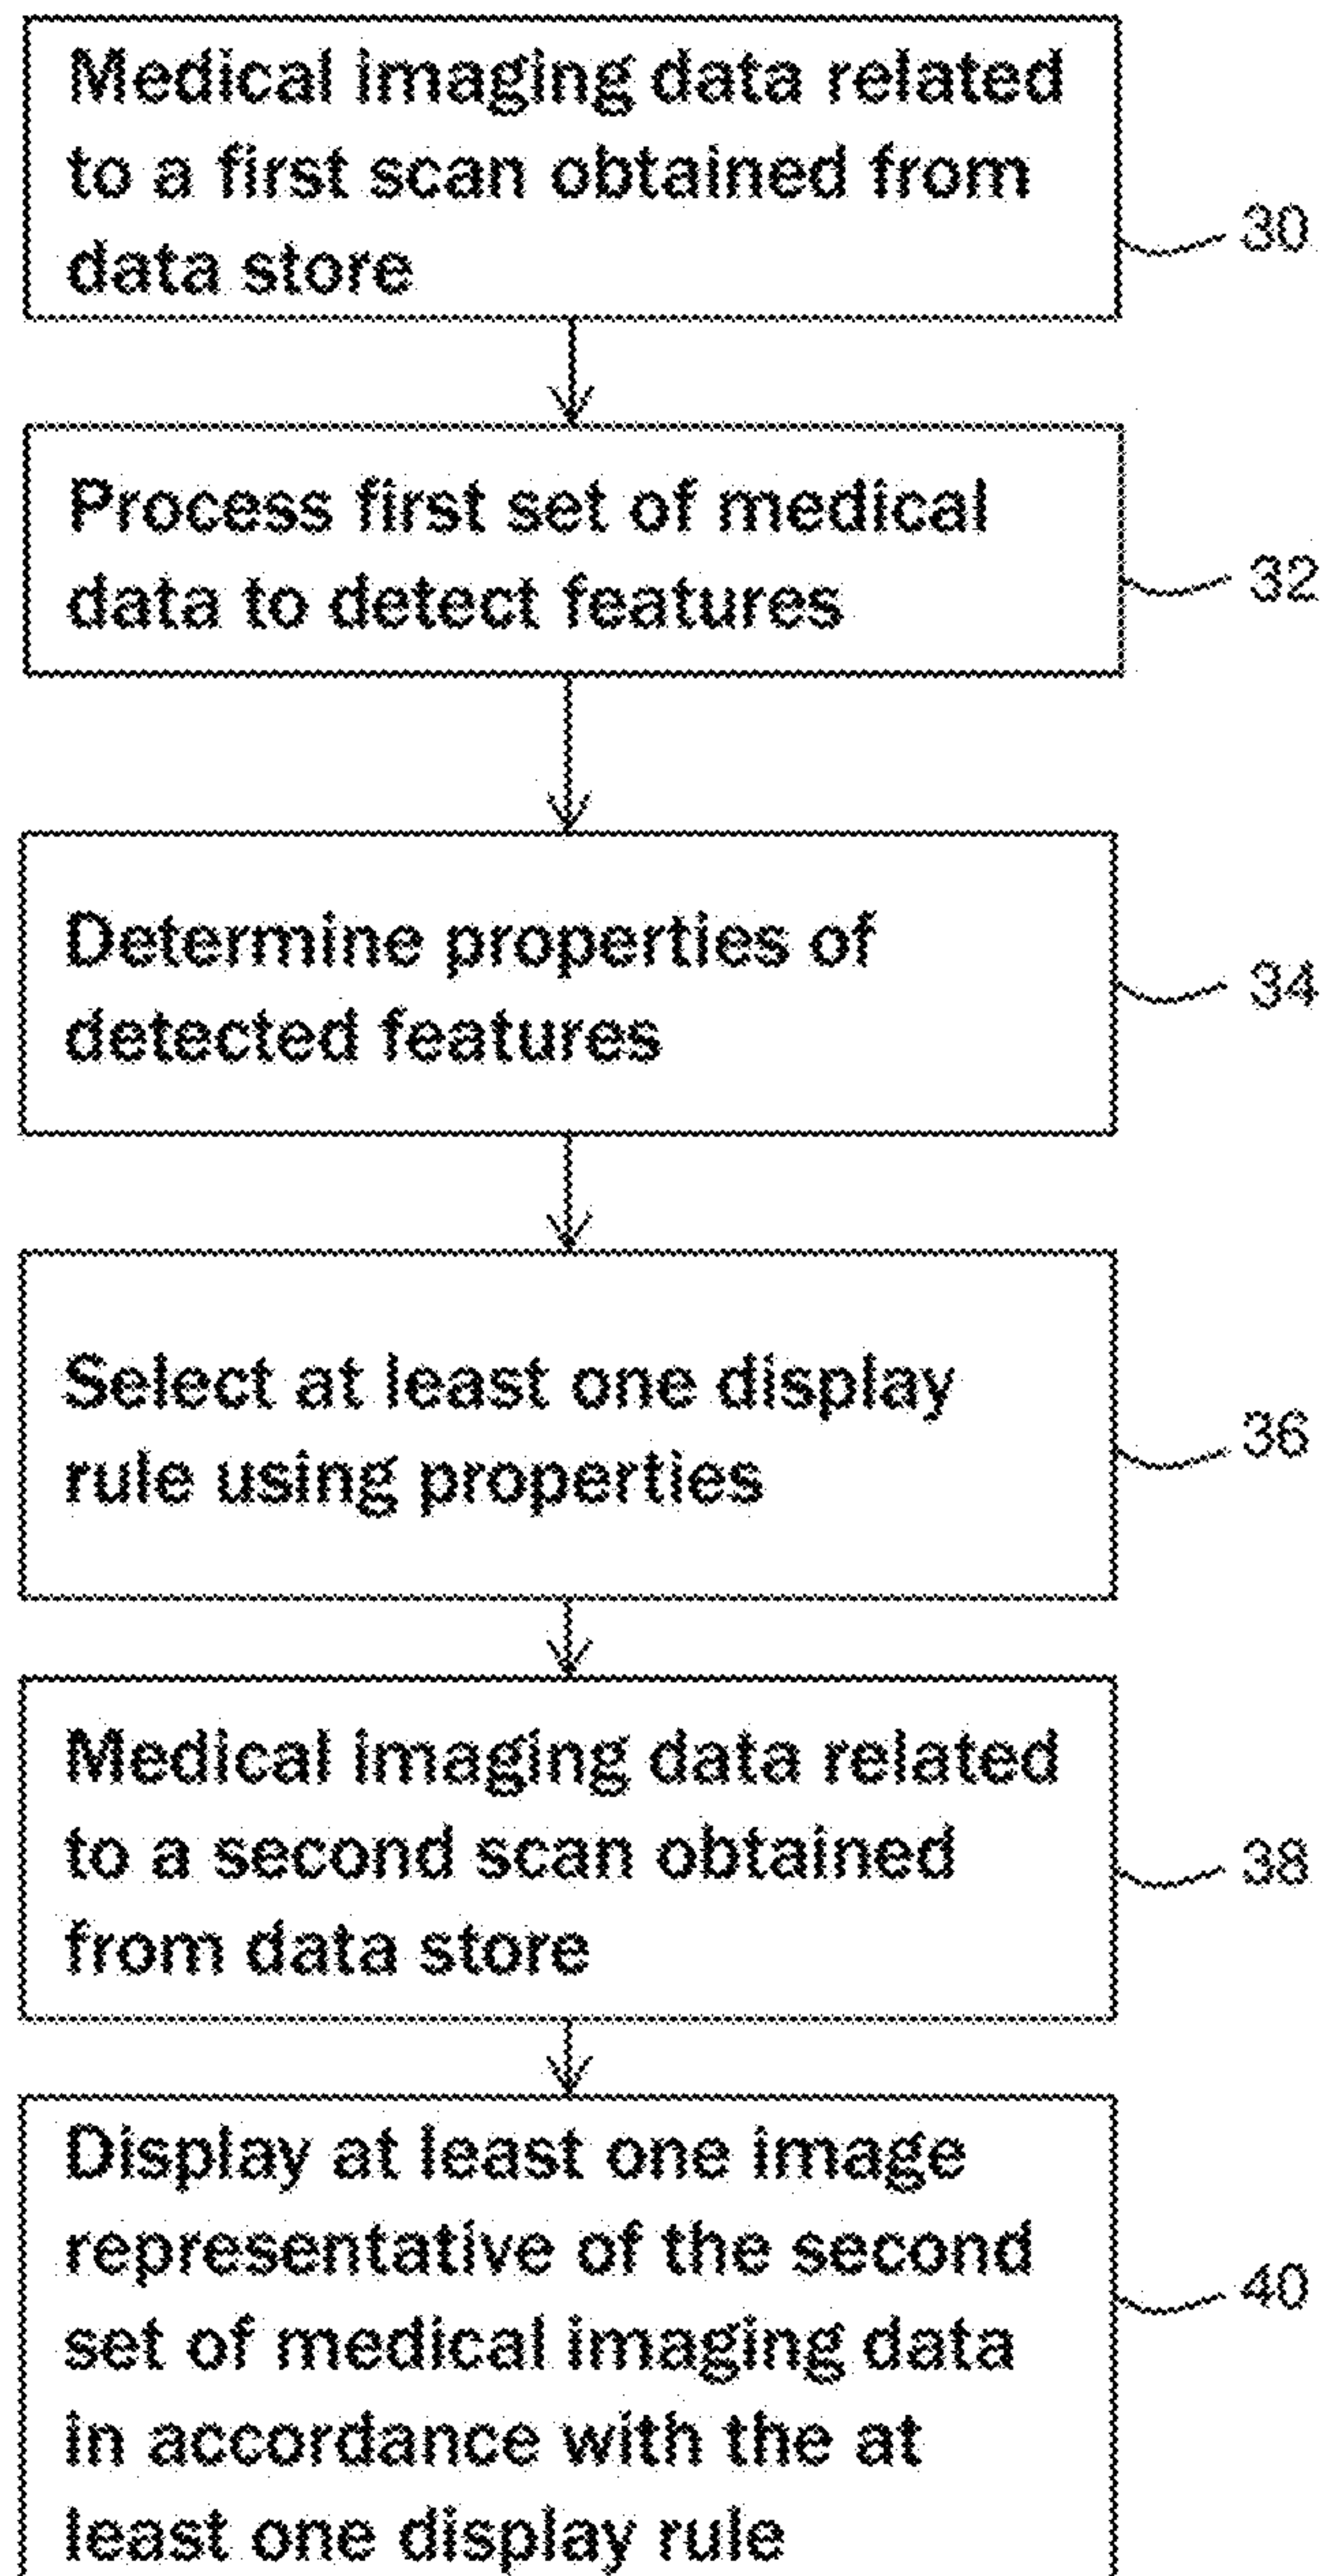 Medical imaging data related
to a first scan obtained from
data store
30
Process first set of medical
data to detect features
32
Determine properties of
detected features
34
Select at least one display
rule using properties
36
Medical imaging data related
to a second scan obtained
from data store
38
Display at least one image
representative of the second
set of medical imaging data
in accordance with the at
least one display rule
40